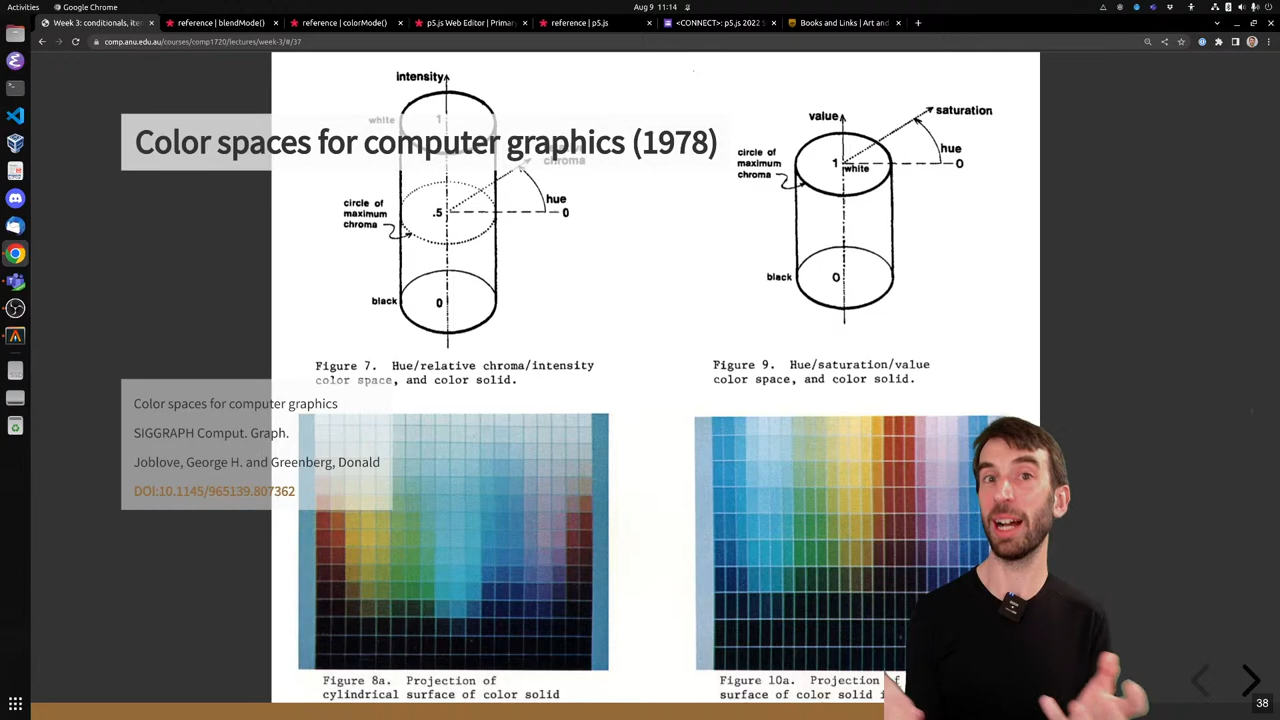 Activities
Google Chrome
Aug 9 11:14
Week 3: conditionals, iter
reference | blendMode()
reference | colorMode()
p5.js Web Editor | Primary
reference | p5.js
<CONNECT>: p5.js 2022 S
Books and Links | Art and
comp.anu.edu.au/courses/comp1720/lectures/week-3/#/37
intensity
white
1
Color spaces for computer graphics (1978)
chroma
hue
circle of
maximum
chroma
.5
0
black
0
value
saturation
hue
circle of
maximum
chroma
1
white
0
black
0
Figure 7. Hue/relative chroma/intensity
color space, and color solid.
Figure 9. Hue/saturation/value
color space, and color solid.
Color spaces for computer graphics
SIGGRAPH Comput. Graph.
Joblove, George H. and Greenberg, Donald
DOI:10.1145/965139.807362
Figure 8a. Projection of
cylindrical surface of color solid
Figure 10a. Projection of
surface of color solid
38